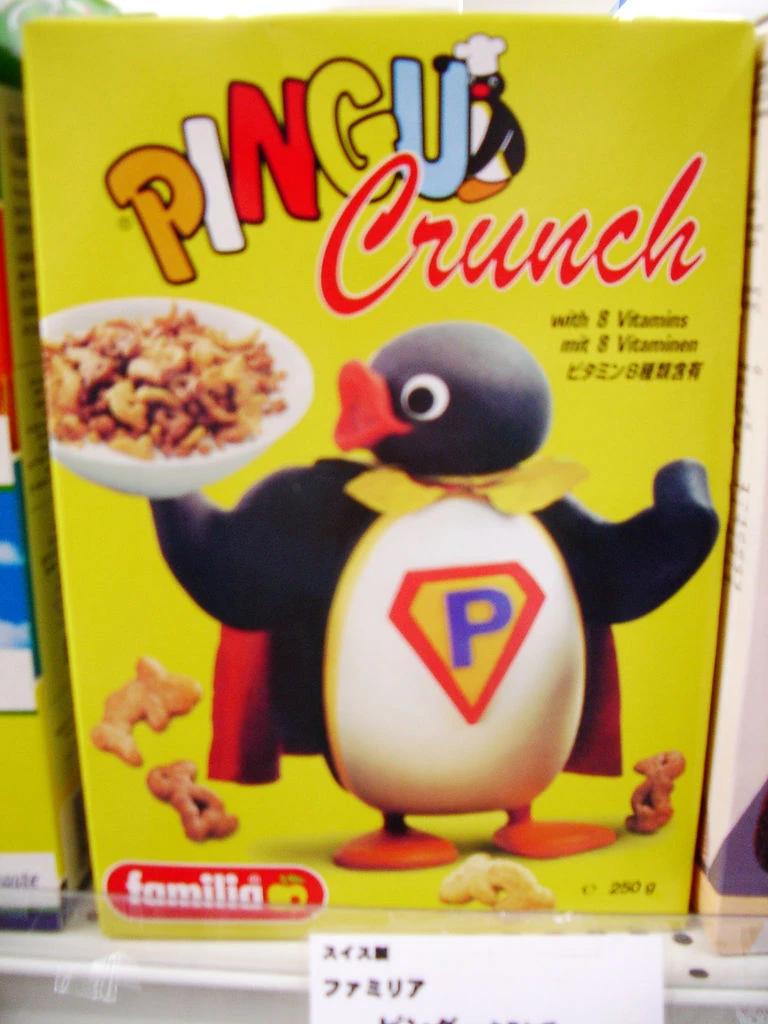 PINGU
Crunch
with 8 Vitamins
mit 8 Vitaminen
ビタミン8種類含有
P
familia
e 250 g
スイス製
ファミリア